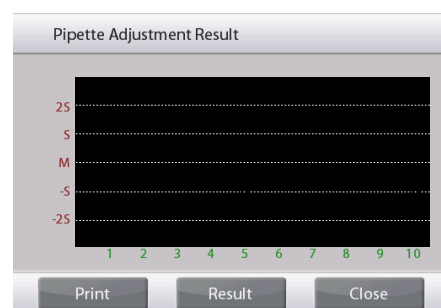 Pipette Adjustment Result
2S
S
M
-S
-2S
1 2 3 4 5 6 7 8 9 10
Print Result Close